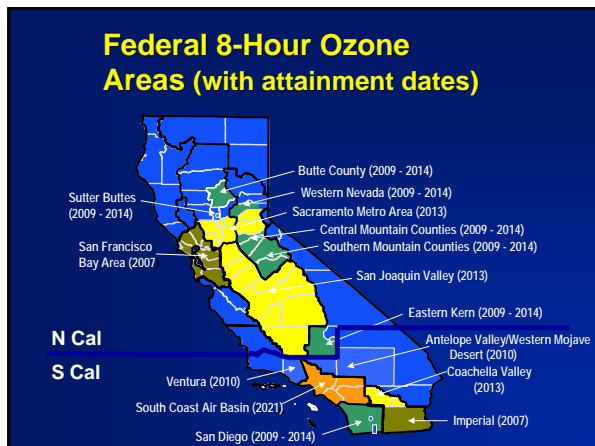 Federal 8-Hour Ozone
Areas (with attainment dates)
Butte County (2009 - 2014)
Western Nevada (2009 - 2014)
Sutter Buttes
(2009 - 2014)
Sacramento Metro Area (2013)
Central Mountain Counties (2009 - 2014)
Southern Mountain Counties (2009 - 2014)
San Francisco
Bay Area (2007
San Joaquin Valley (2013)
Eastern Kern (2009 - 2014)
N Cal
Antelope Valley/Western Mojave
Desert (2010)
S Cal
Coachella Valley
(2013)
Ventura (2010)
South Coast Air Basin (2021)
Imperial (2007)
San Diego (2009 - 2014)